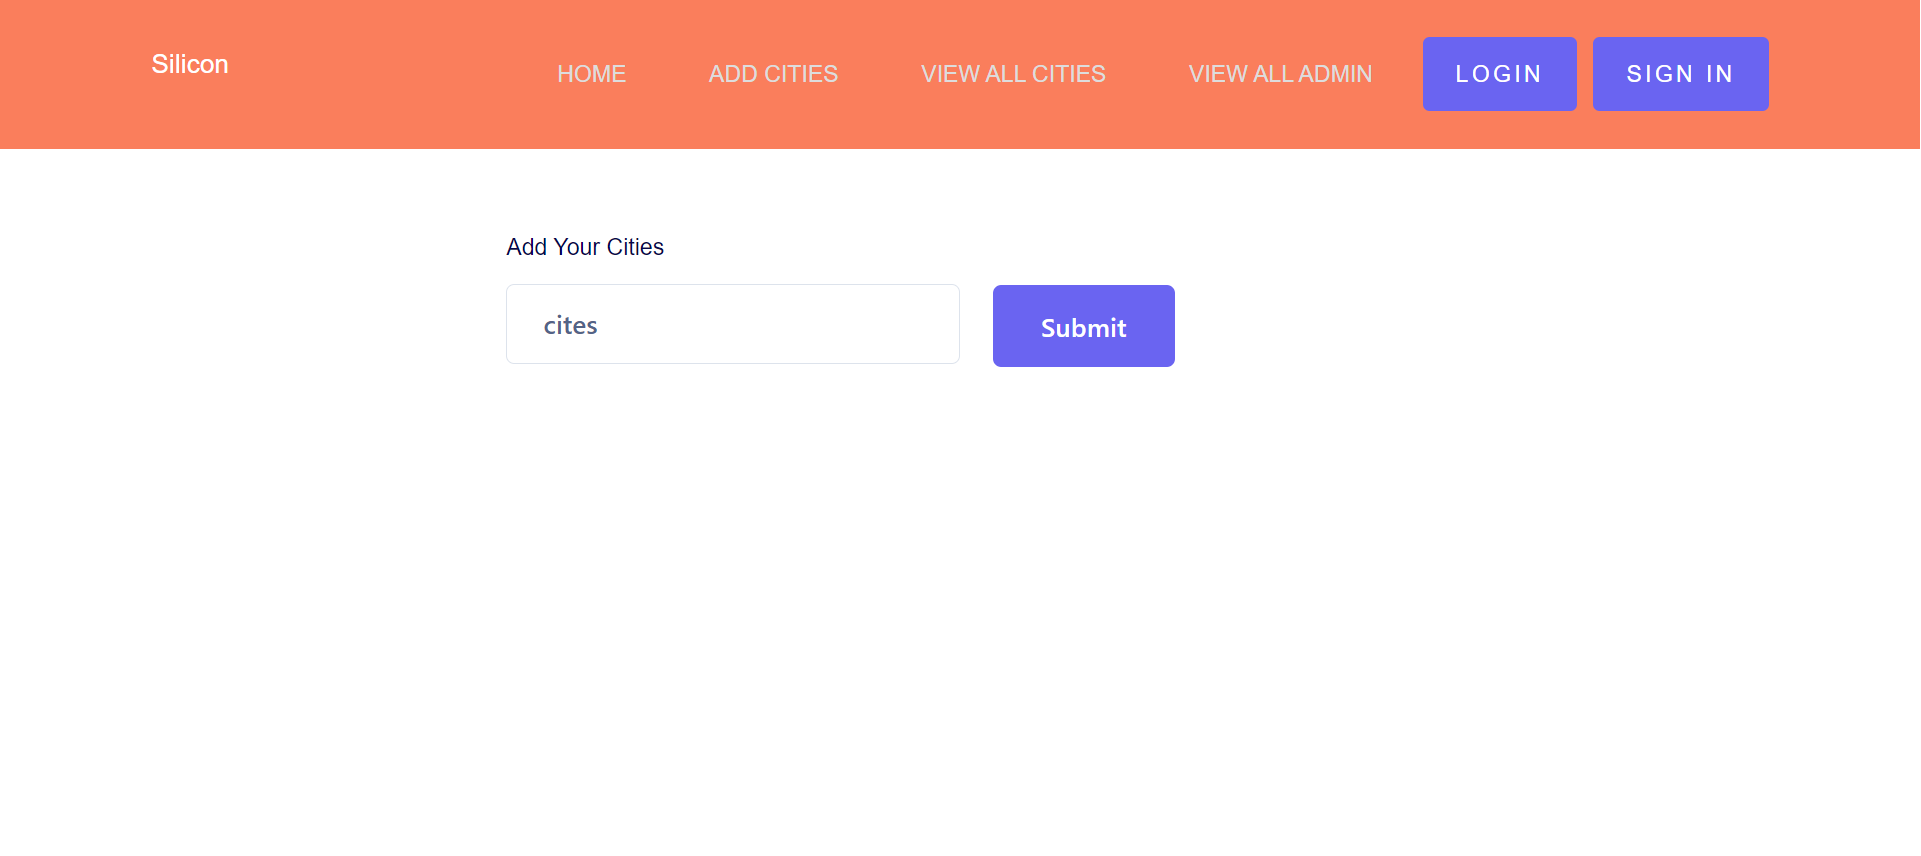 Silicon
HOME
ADD CITIES
VIEW ALL CITIES
VIEW ALL ADMIN
LOGIN
SIGN IN
Add Your Cities
cites
Submit